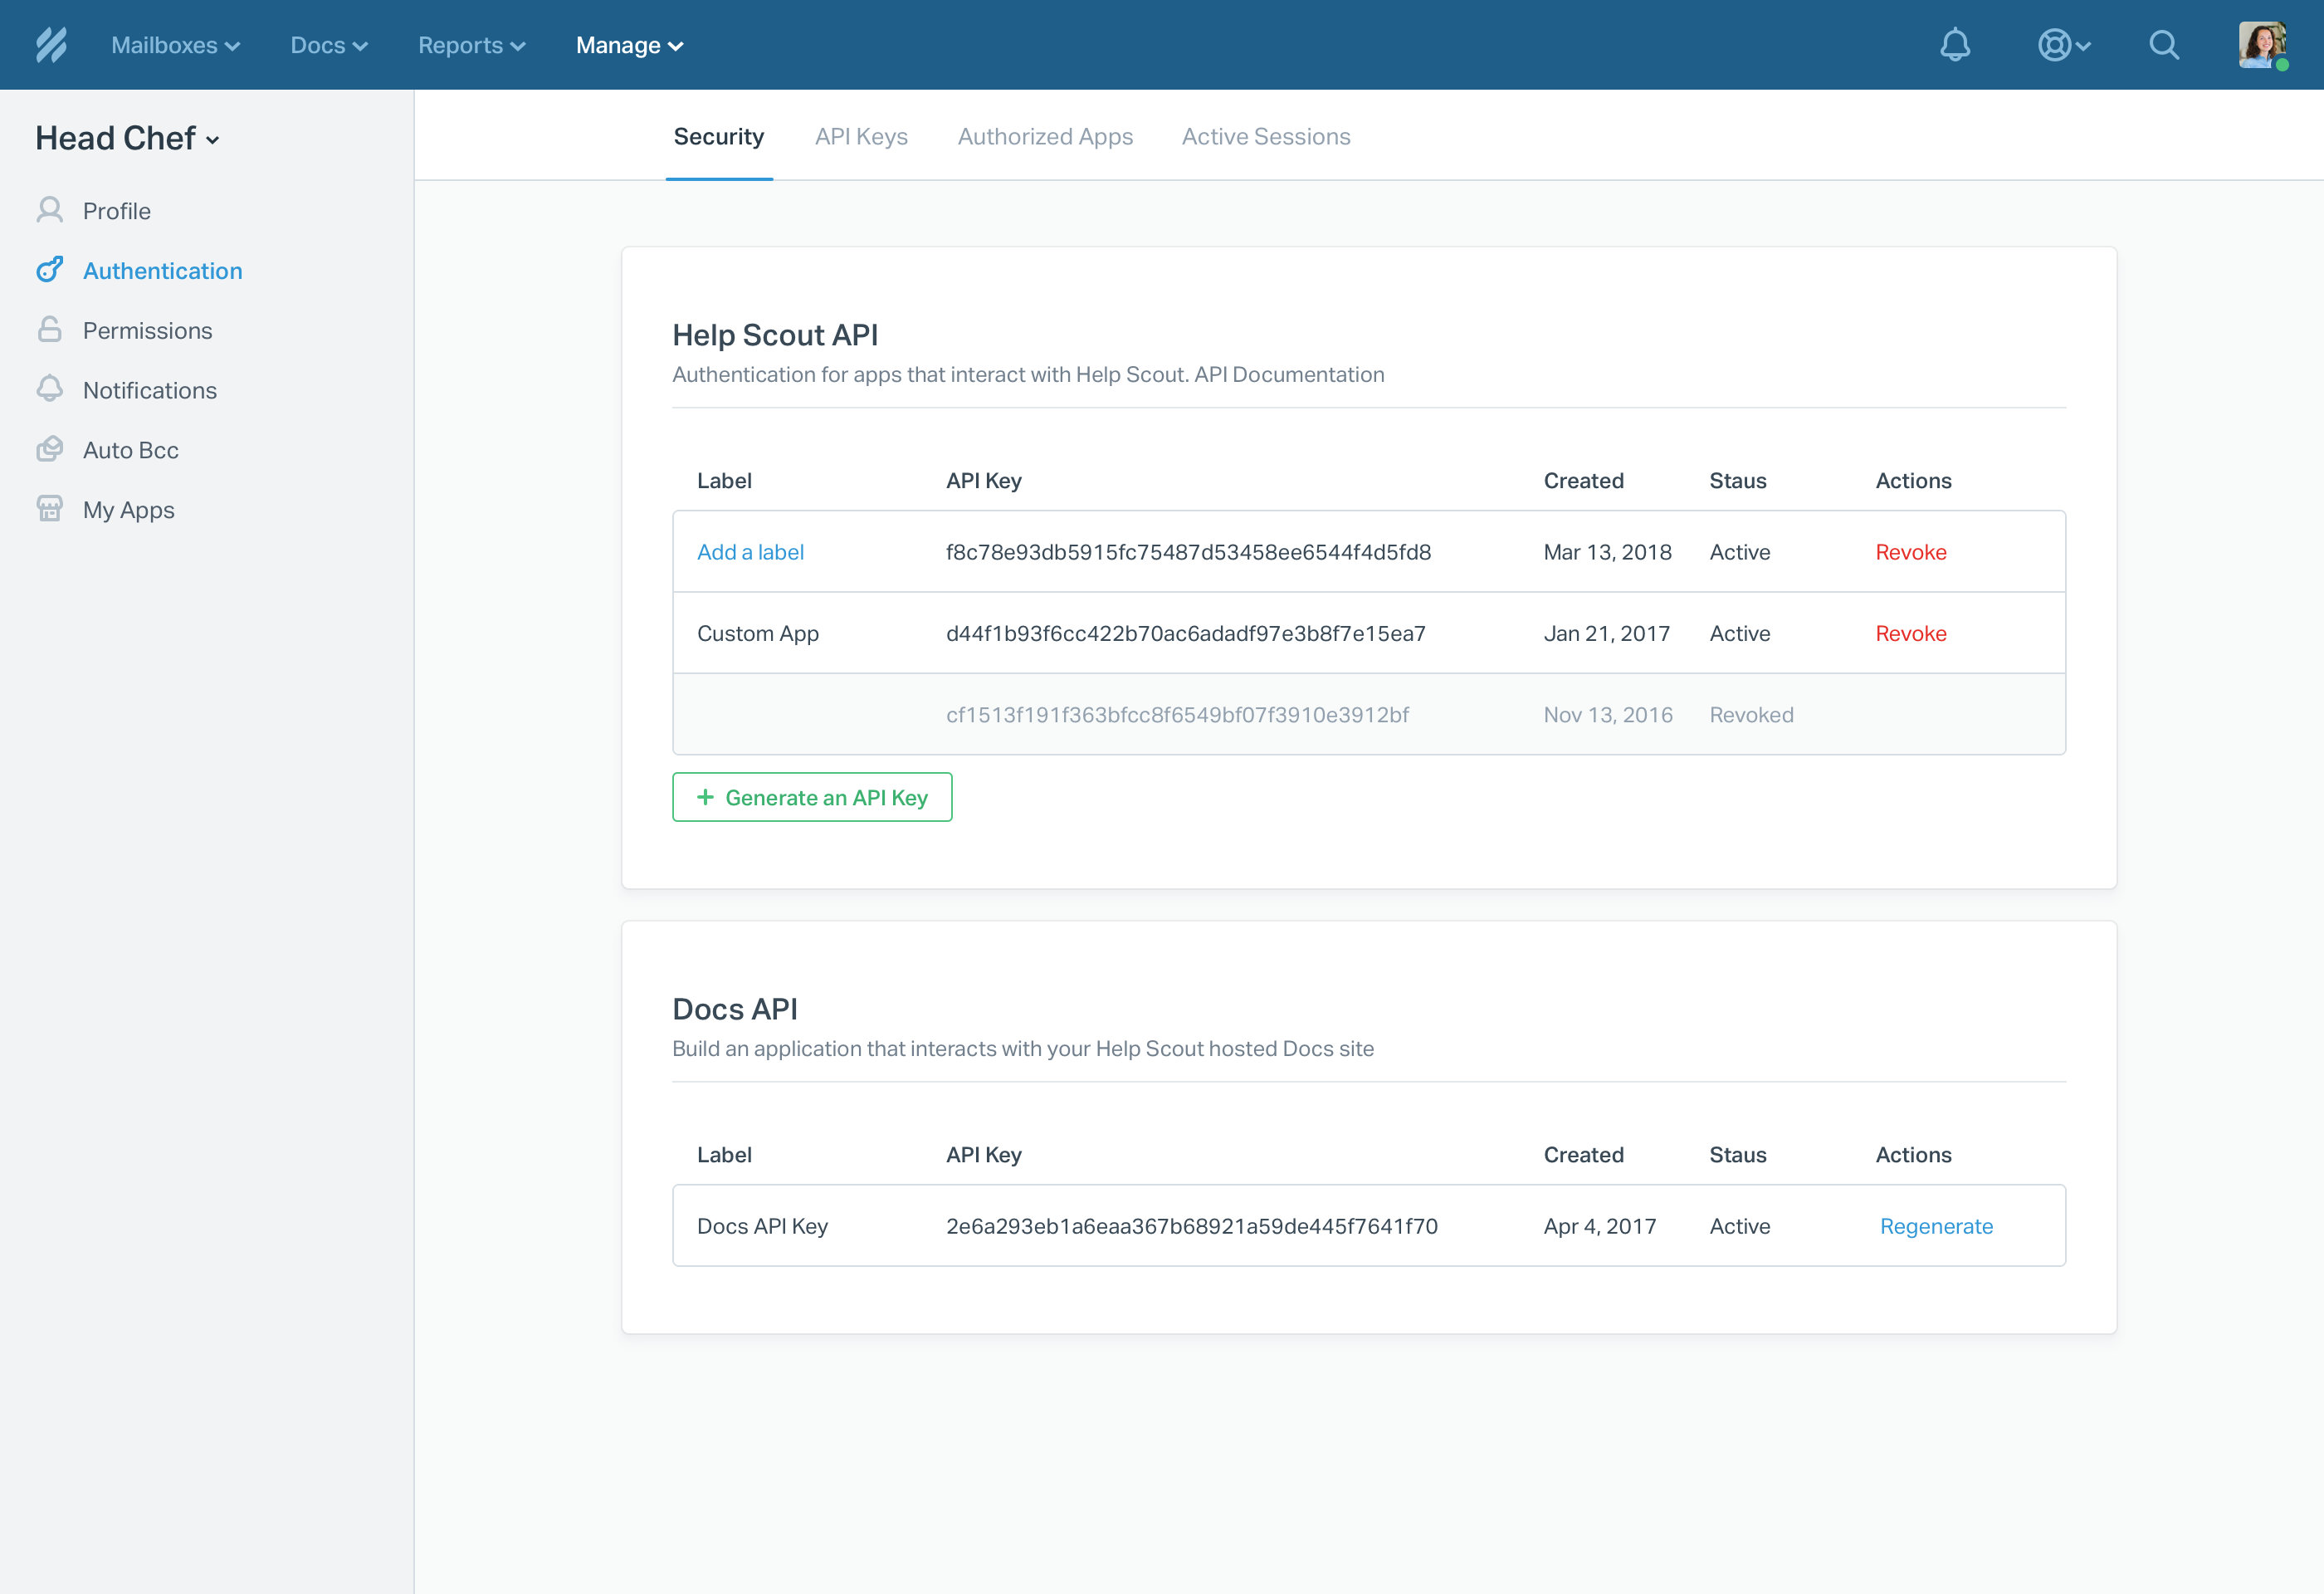 Mailboxes Docs Reports Manage
Head Chef
Profile
Authentication
Permissions
Notifications
Auto Bcc
My Apps
Security API Keys Authorized Apps Active Sessions
Help Scout API
Authentication for apps that interact with Help Scout. API Documentation
Label API Key Created Staus Actions
Add a label f8c78e93db5915fc75487d53458ee6544f4d5fd8 Mar 13, 2018 Active Revoke
Custom App d44f1b93f6cc422b70ac6adadf97e3b8f7e15ea7 Jan 21, 2017 Active Revoke
cf1513f191f363bfcc8f6549bf07f3910e3912bf Nov 13, 2016 Revoked
+ Generate an API Key
Docs API
Build an application that interacts with your Help Scout hosted Docs site
Label API Key Created Staus Actions
Docs API Key 2e6a293eb1a6eaa367b68921a59de445f7641f70 Apr 4, 2017 Active Regenerate